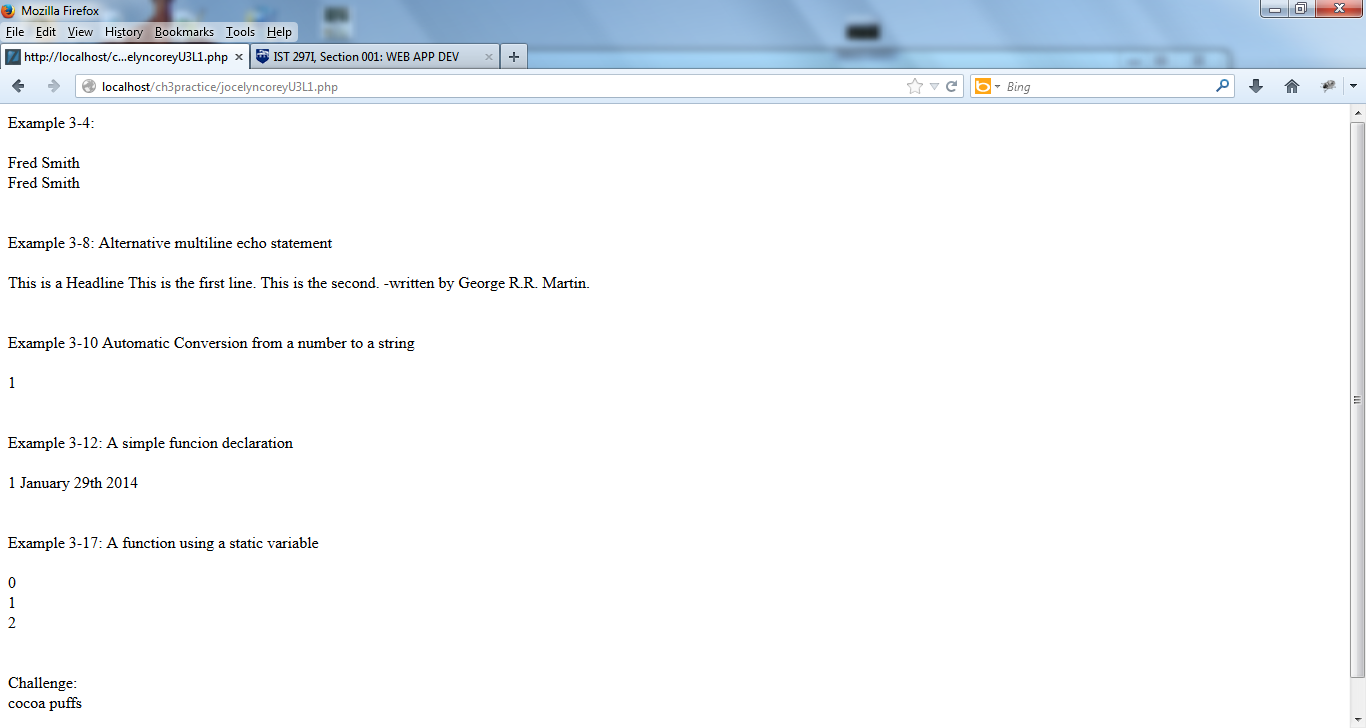 Mozilla Firefox
File Edit View History Bookmarks Tools Help
http://localhost/c...elyncoreyU3L1.php × IST 297I, Section 001: WEB APP DEV × +
localhost/ch3practice/jocelyncoreyU3L1.php Bing
Example 3-4:
Fred Smith
Fred Smith
Example 3-8: Alternative multiline echo statement
This is a Headline This is the first line. This is the second. -written by George R.R. Martin.
Example 3-10 Automatic Conversion from a number to a string
1
Example 3-12: A simple funcion declaration
1 January 29th 2014
Example 3-17: A function using a static variable
0
1
2
Challenge:
cocoa puffs